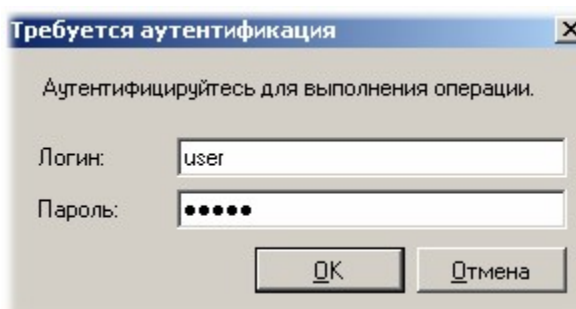 Требуется аутентификация
Аутентифицируйтесь для выполнения операции.
Логин: user
Пароль: •••••
OK Отмена